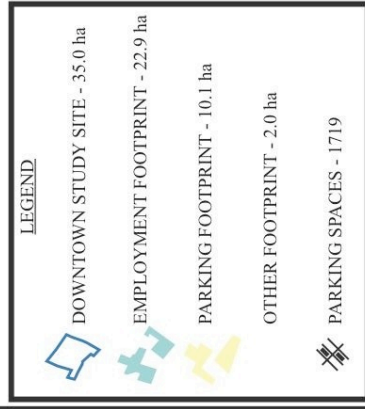 LEGEND
DOWNTOWN STUDY SITE - 35.0 ha
EMPLOYMENT FOOTPRINT - 22.9 ha
PARKING FOOTPRINT - 10.1 ha
OTHER FOOTPRINT - 2.0 ha
PARKING SPACES - 1719